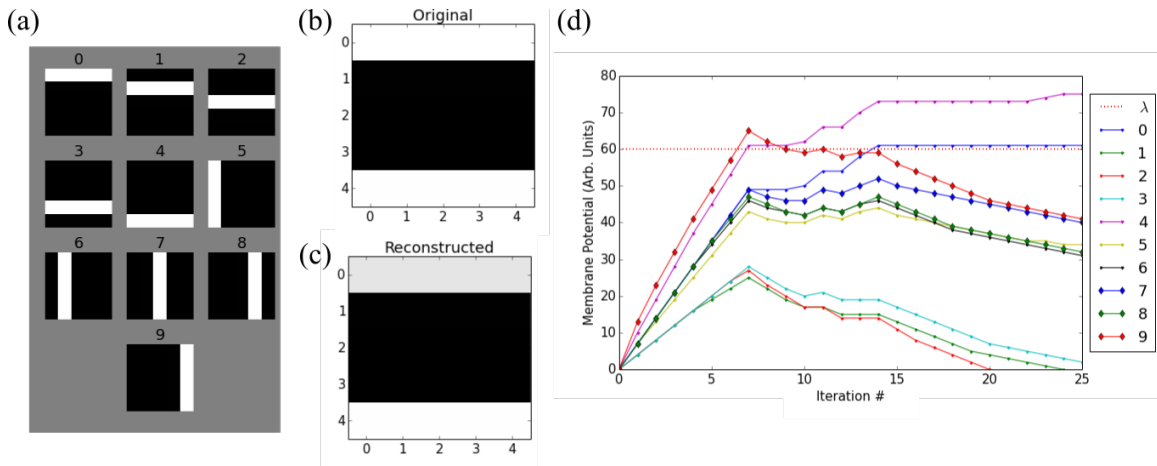 (a)
0 1 2
3 4 5
6 7 8
9
(b)
Original
0
1
2
3
4
0 1 2 3 4
(c)
Reconstructed
0
1
2
3
4
0 1 2 3 4
(d)
Membrane Potential (Arb. Units)
80
70
60
50
40
30
20
10
0
0 5 10 15 20 25
Iteration #
λ
0
1
2
3
4
5
6
7
8
9